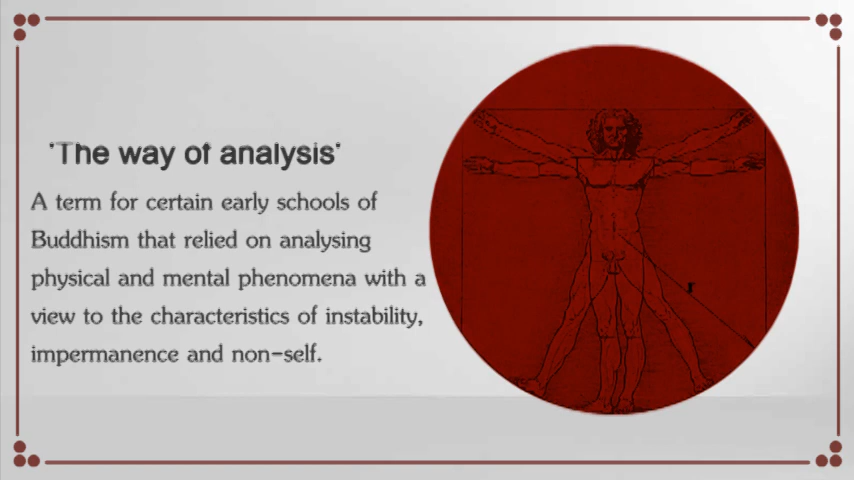 'The way of analysis'
A term for certain early schools of
Buddhism that relied on analysing
physical and mental phenomena with a
view to the characteristics of instability,
impermanence and non-self.